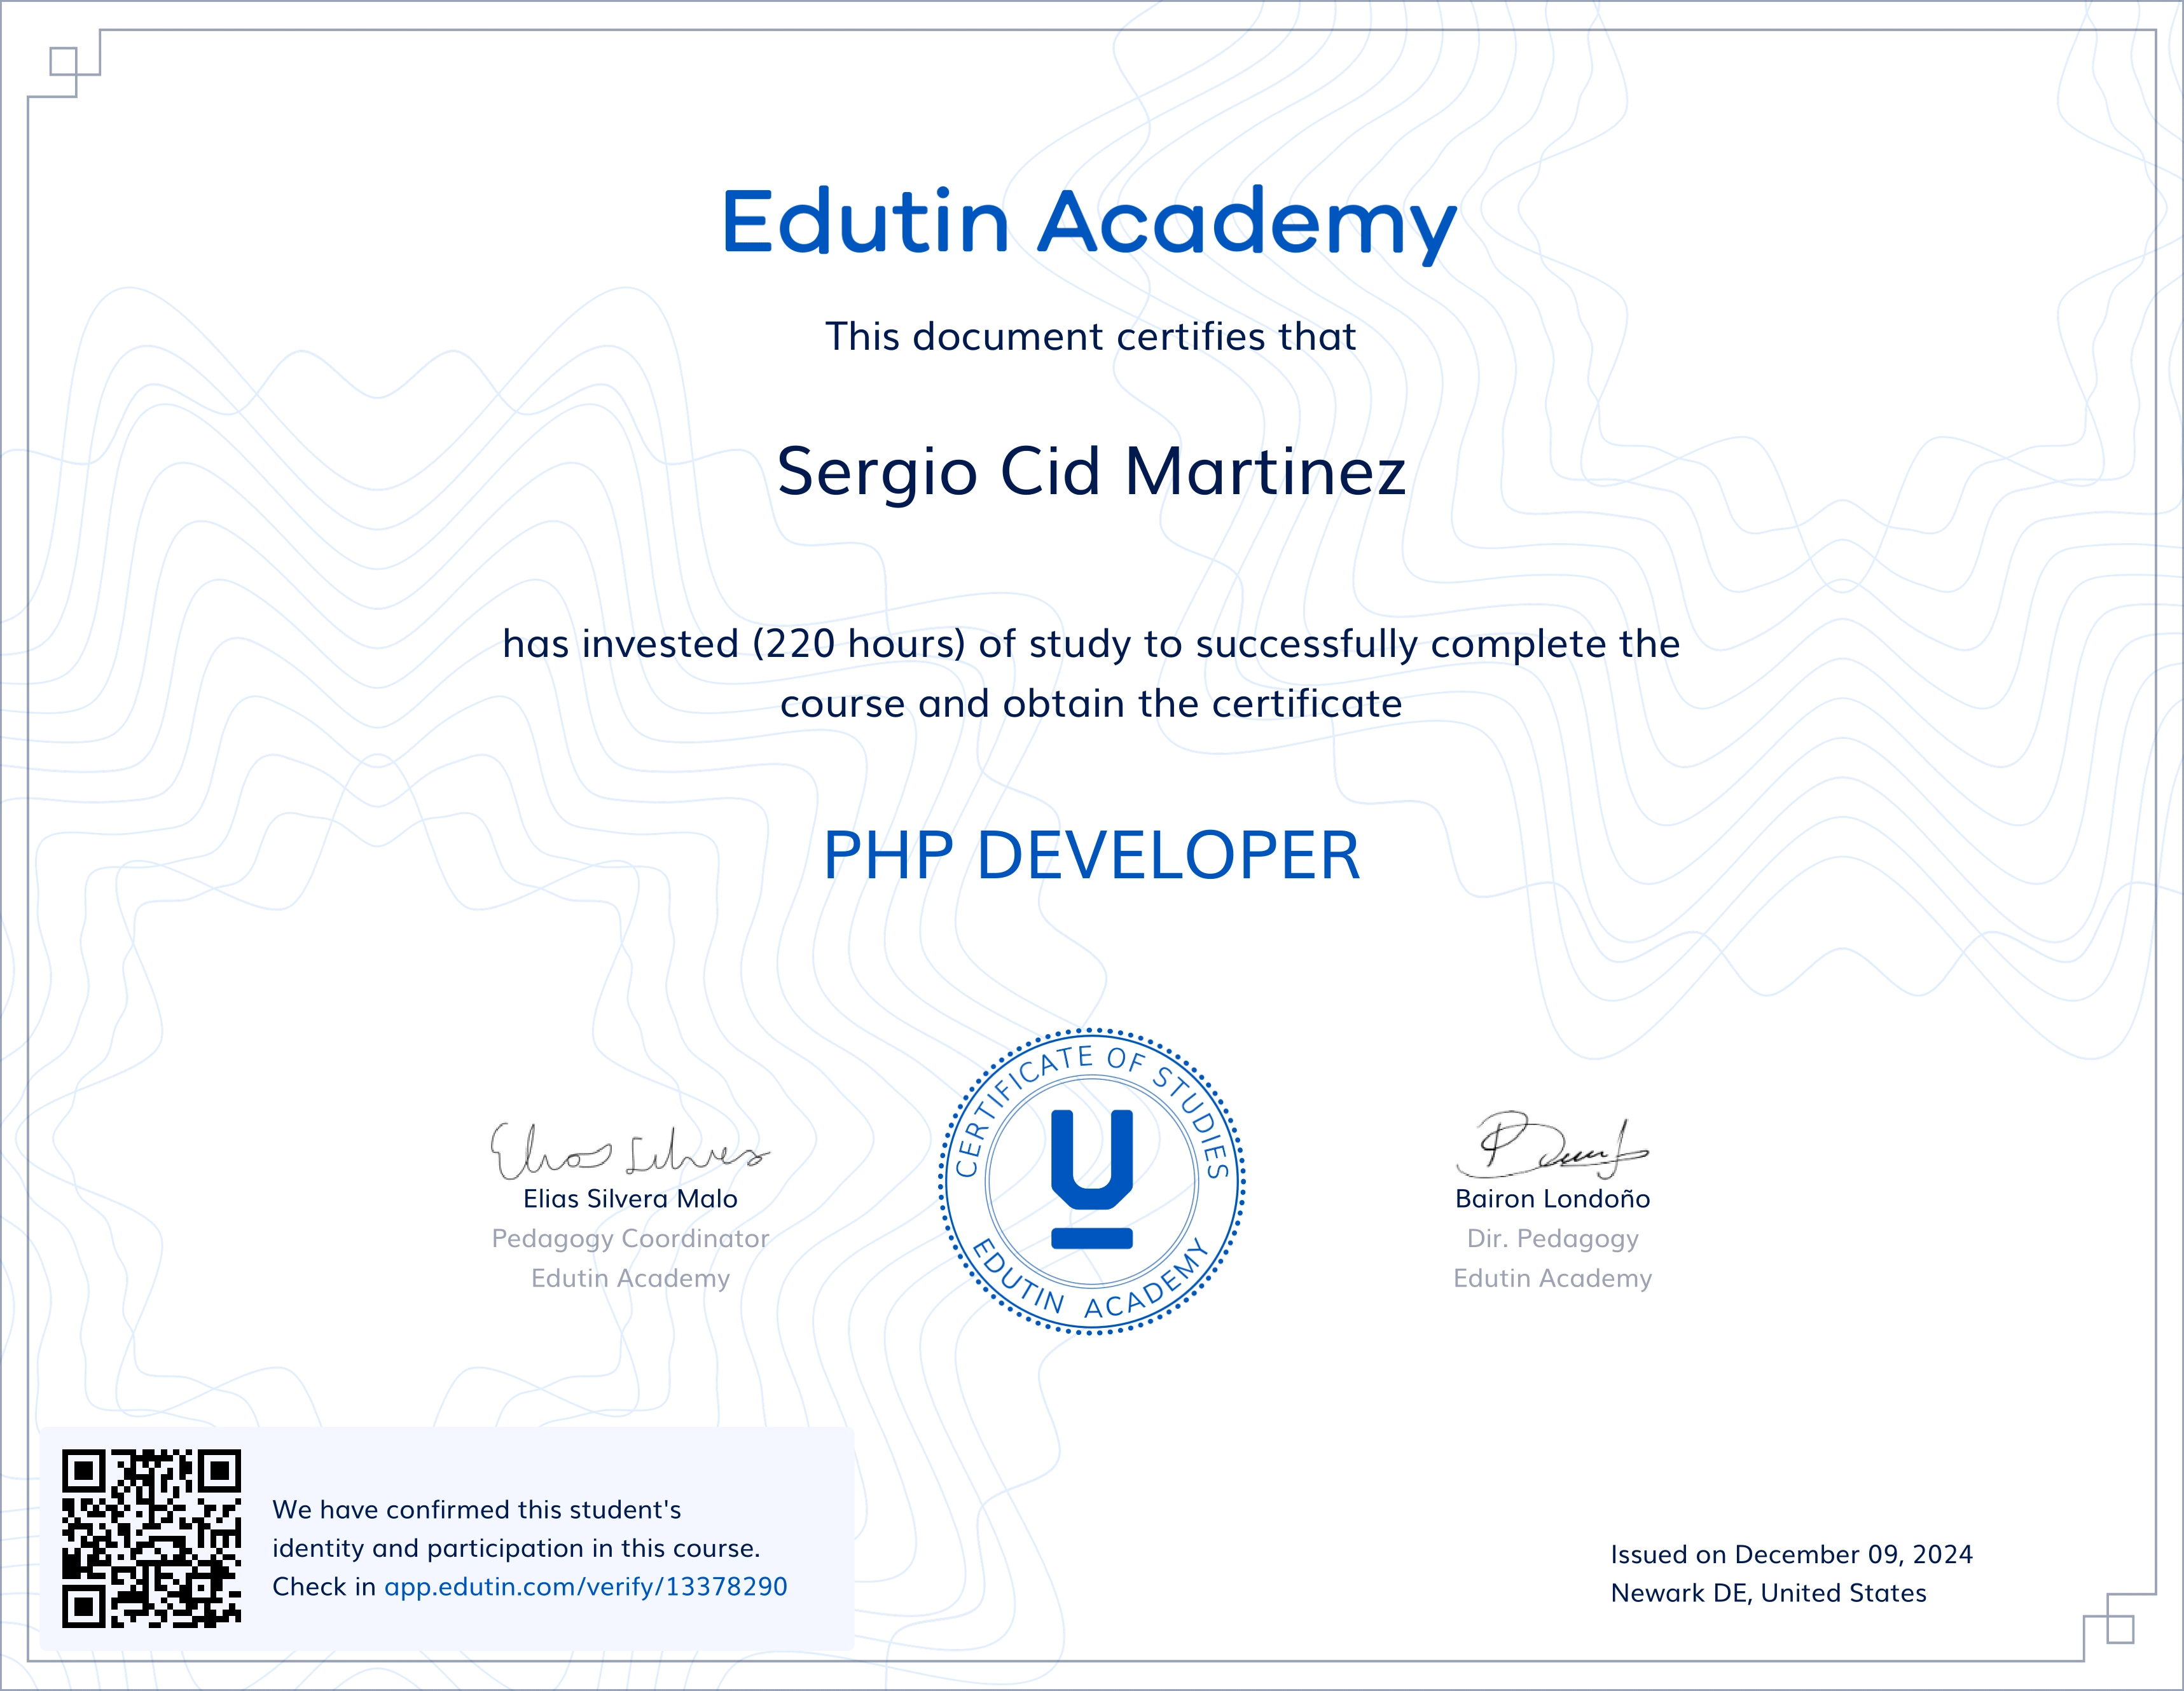 Edutin Academy
This document certifies that
Sergio Cid Martinez
has invested (220 hours) of study to successfully complete the
course and obtain the certificate
PHP DEVELOPER
CERTIFICATE OF STUDIES
EDUTIN ACADEMY
Elias Silvera Malo
Pedagogy Coordinator
Edutin Academy
Bairon Londoño
Dir. Pedagogy
Edutin Academy
We have confirmed this student's
identity and participation in this course.
Check in app.edutin.com/verify/13378290
Issued on December 09, 2024
Newark DE, United States